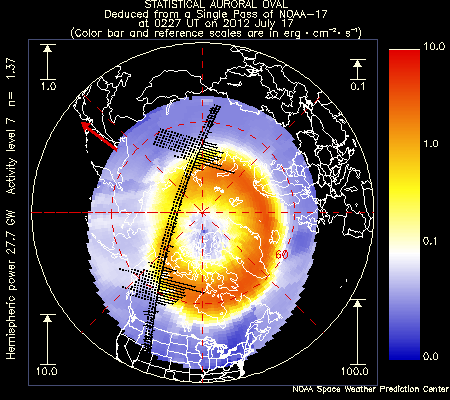 STATISTICAL AURORAL OVAL
Deduced from a Single Pass of NOAA-17
at 0227 UT on 2012 July 17
(Color bar and reference scales are in erg · cm⁻² · s⁻¹)
Hemispheric power 27.7 GW Activity level 7 n= 1.37
1.0
0.1
10.0
100.0
60
10.0
1.0
0.1
0.0
NOAA Space Weather Prediction Center